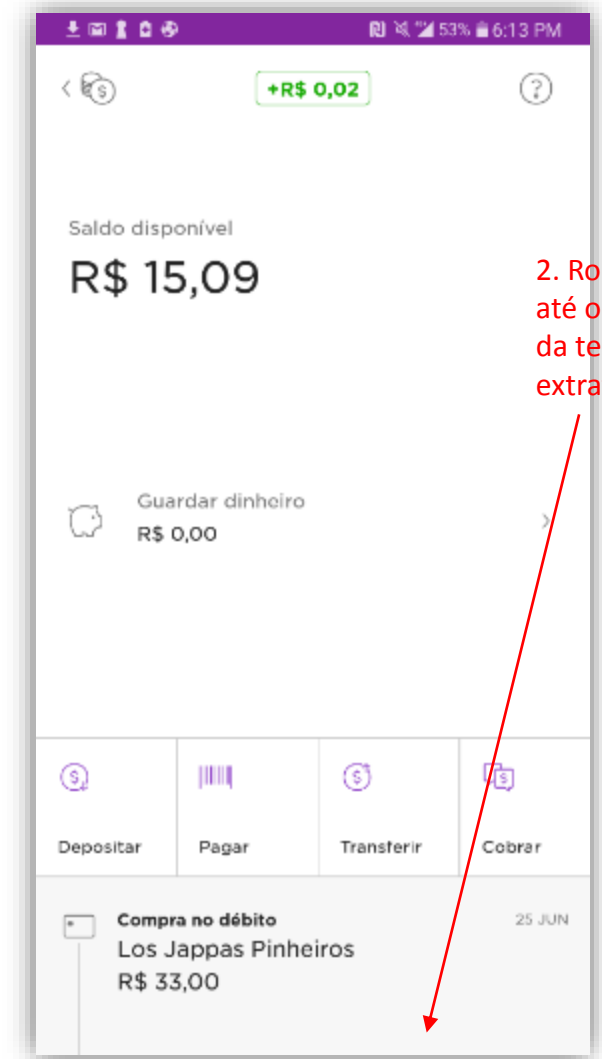 53% 6:13 PM
+R$ 0,02
?
Saldo disponível
R$ 15,09
2. Ro
até o
da te
extra
Guardar dinheiro
R$ 0,00
Depositar
Pagar
Transferir
Cobrar
Compra no débito
25 JUN
Los Jappas Pinheiros
R$ 33,00